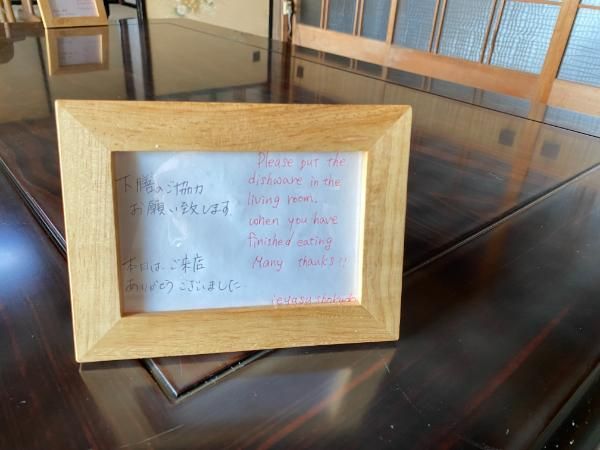 下膳のご協力
お願い致します
本日は、ご来店
ありがとうございました
Please put the
dishware in the
living room.
when you have
finished eating
Many thanks!!
ieyasu shokudo